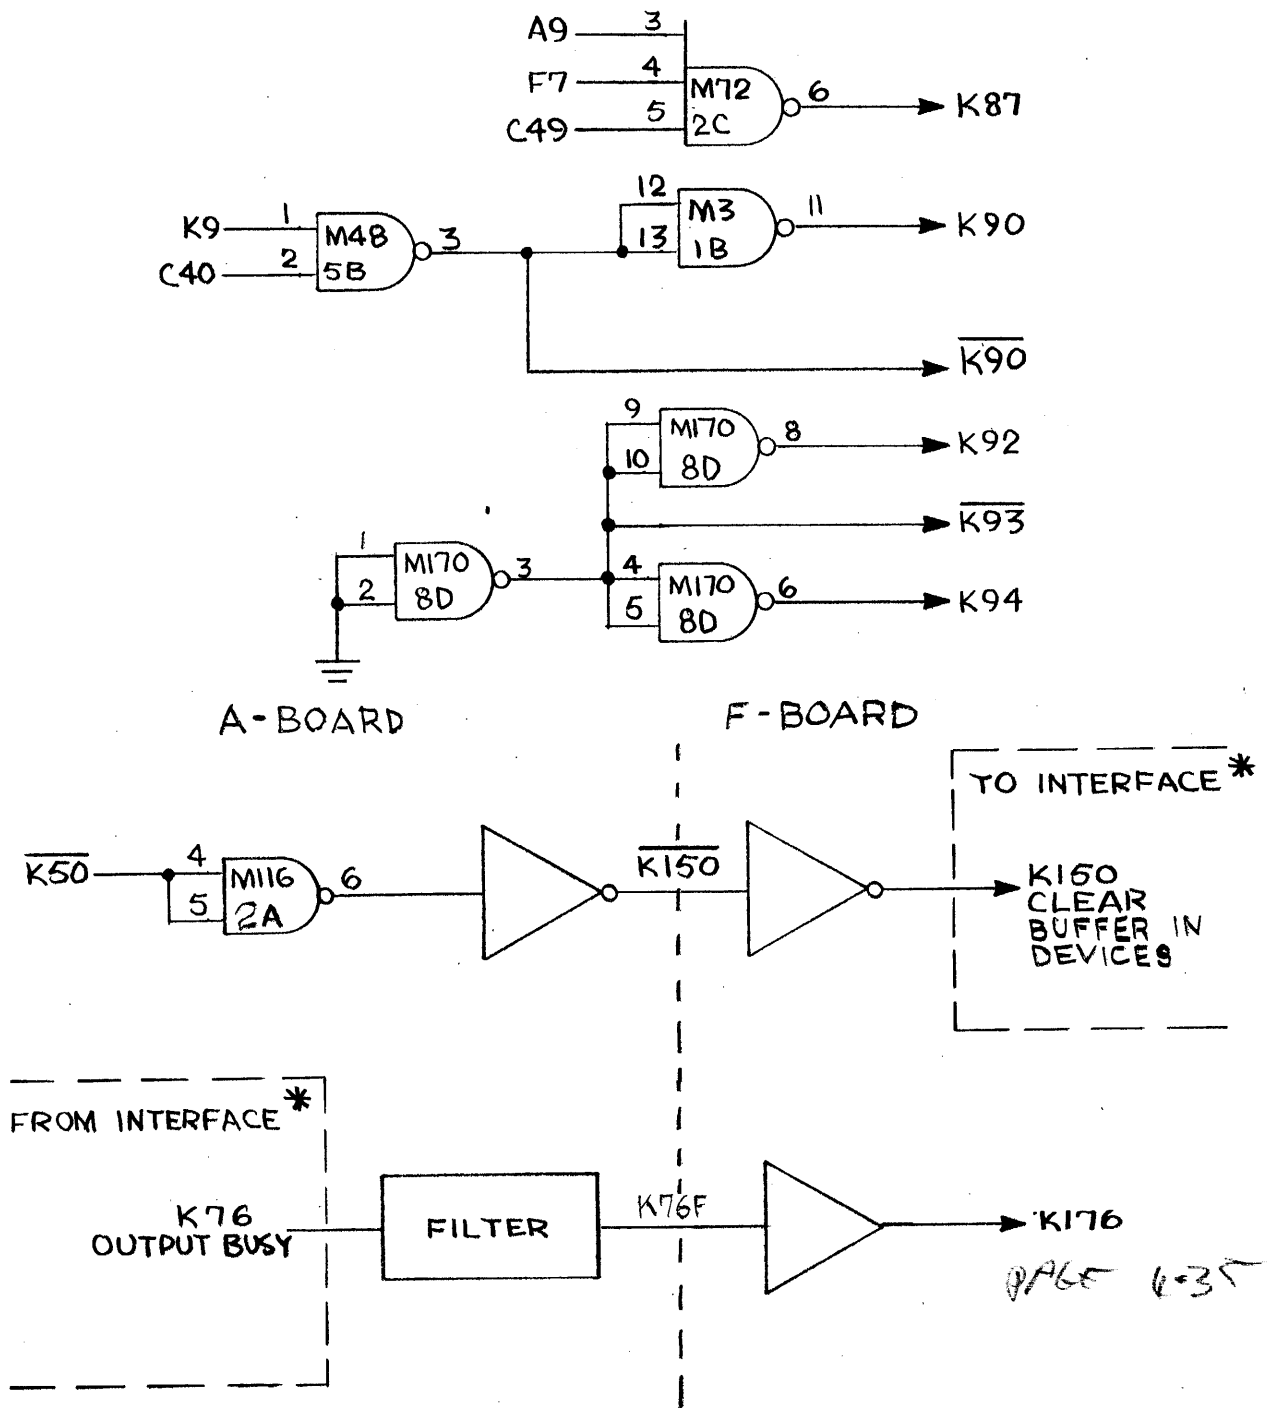 A9 3
F7 4 M72 6 K87
C49 5 2C
K9 1 M48 3 12 M3 11 K90
C40 2 5B 13 1B
K90
9 M170 8 K92
10 8D
K93
1 M170 3 4 M170 6 K94
2 8D 5 8D
A-BOARD F-BOARD
TO INTERFACE*
K50 4 M116 6 K150 K150
5 2A CLEAR
BUFFER IN
DEVICES
FROM INTERFACE*
K76 FILTER K76F K176
OUTPUT BUSY
PAGE